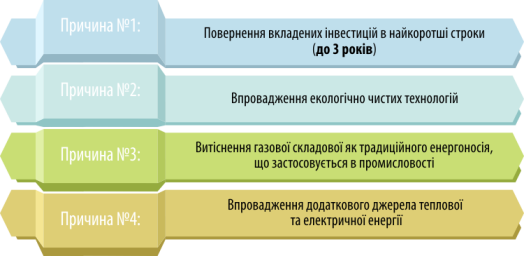 Причина №1:
Повернення вкладених інвестицій в найкоротші строки
(до 3 років)
Причина №2:
Впровадження екологічно чистих технологій
Причина №3:
Витіснення газової складової як традиційного енергоносія,
що застосовується в промисловості
Причина №4:
Впровадження додаткового джерела теплової
та електричної енергії